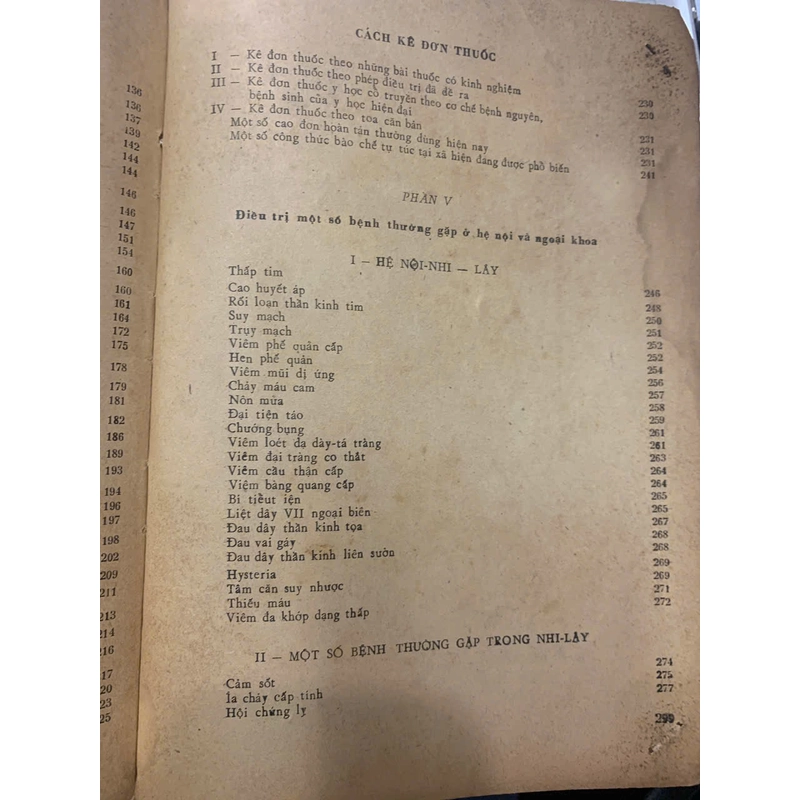 CÁCH KÊ ĐƠN THUỐC
I — Kê đơn thuốc theo những bài thuốc có kinh nghiệm
II — Kê đơn thuốc theo phép điều trị đã đề ra 230
III — Kê đơn thuốc y học cổ truyền theo cơ chế bệnh nguyên, 230
bệnh sinh của y học hiện đại
IV — Kê đơn thuốc theo toa căn bản 231
Một số cao đơn hoàn tán thường dùng hiện nay 231
Một số công thức bào chế tự túc tại xã hiện đang được phổ biến 231
241
PHẦN V
Điều trị một số bệnh thường gặp ở hệ nội và ngoại khoa
I — HỆ NỘI-NHI — LÂY
Thấp tim 246
Cao huyết áp 248
Rối loạn thần kinh tim 250
Suy mạch 251
Trụy mạch 252
Viêm phế quản cấp 252
Hen phế quản 254
Viêm mũi dị ứng 256
Chảy máu cam 257
Nôn mửa 258
Đại tiện táo 259
Chướng bụng 261
Viêm loét dạ dày-tá tràng 261
Viêm đại tràng co thắt 263
Viêm cầu thận cấp 264
Viêm bàng quang cấp 264
Bí tiểut iện 265
Liệt dây VII ngoại biên 265
Đau dây thần kinh tọa 267
Đau vai gáy 268
Đau dây thần kinh liên sườn 268
Hysteria 269
Tâm căn suy nhược 269
Thiếu máu 271
Viêm đa khớp dạng thấp 272
II — MỘT SỐ BỆNH THƯỜNG GẶP TRONG NHI-LÂY
Cảm sốt 274
Ỉa chảy cấp tính 275
Hội chứng lỵ 277
299
136
136
137
139
142
144
144
146
146
147
151
154
160
160
161
164
172
175
178
179
181
182
186
189
193
194
196
197
198
202
209
211
213
214
216
17
20
23
25